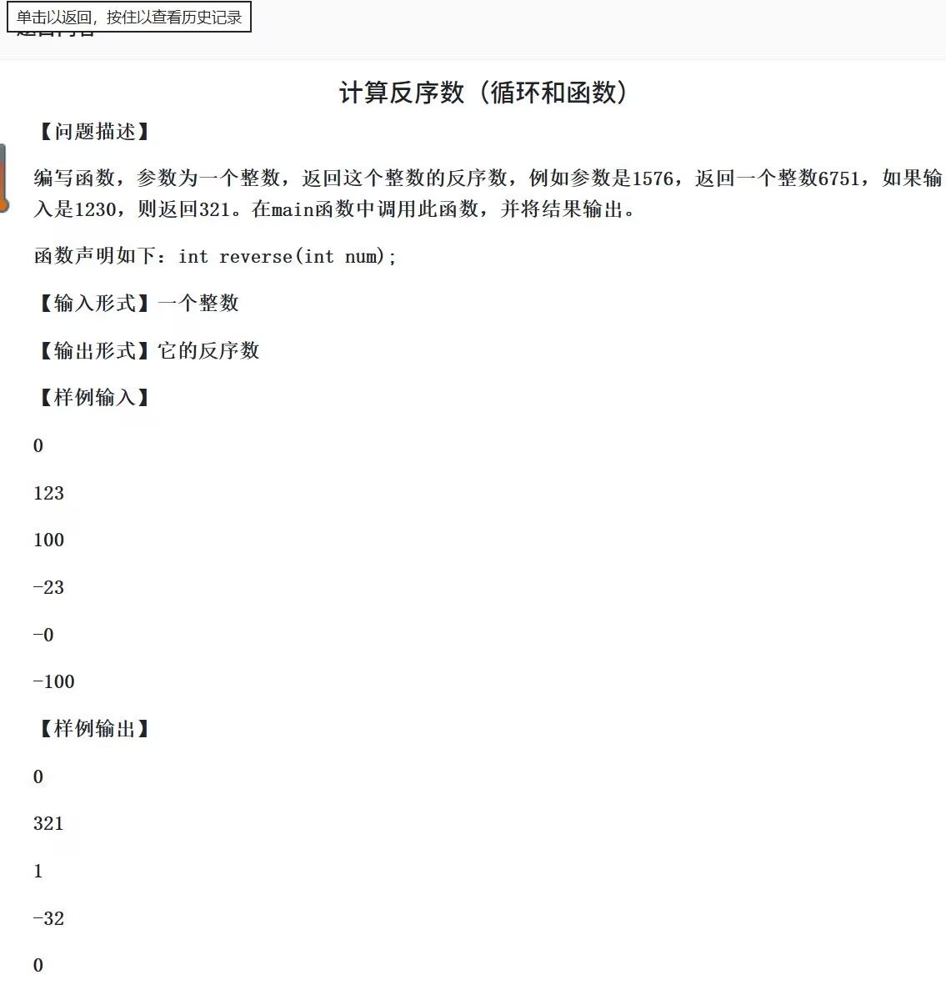 单击以返回，按住以查看历史记录
计算反序数（循环和函数）
【问题描述】
编写函数，参数为一个整数，返回这个整数的反序数，例如参数是1576，返回一个整数6751，如果输
入是1230，则返回321。在main函数中调用此函数，并将结果输出。
函数声明如下：int reverse(int num);
【输入形式】一个整数
【输出形式】它的反序数
【样例输入】
0
123
100
-23
-0
-100
【样例输出】
0
321
1
-32
0